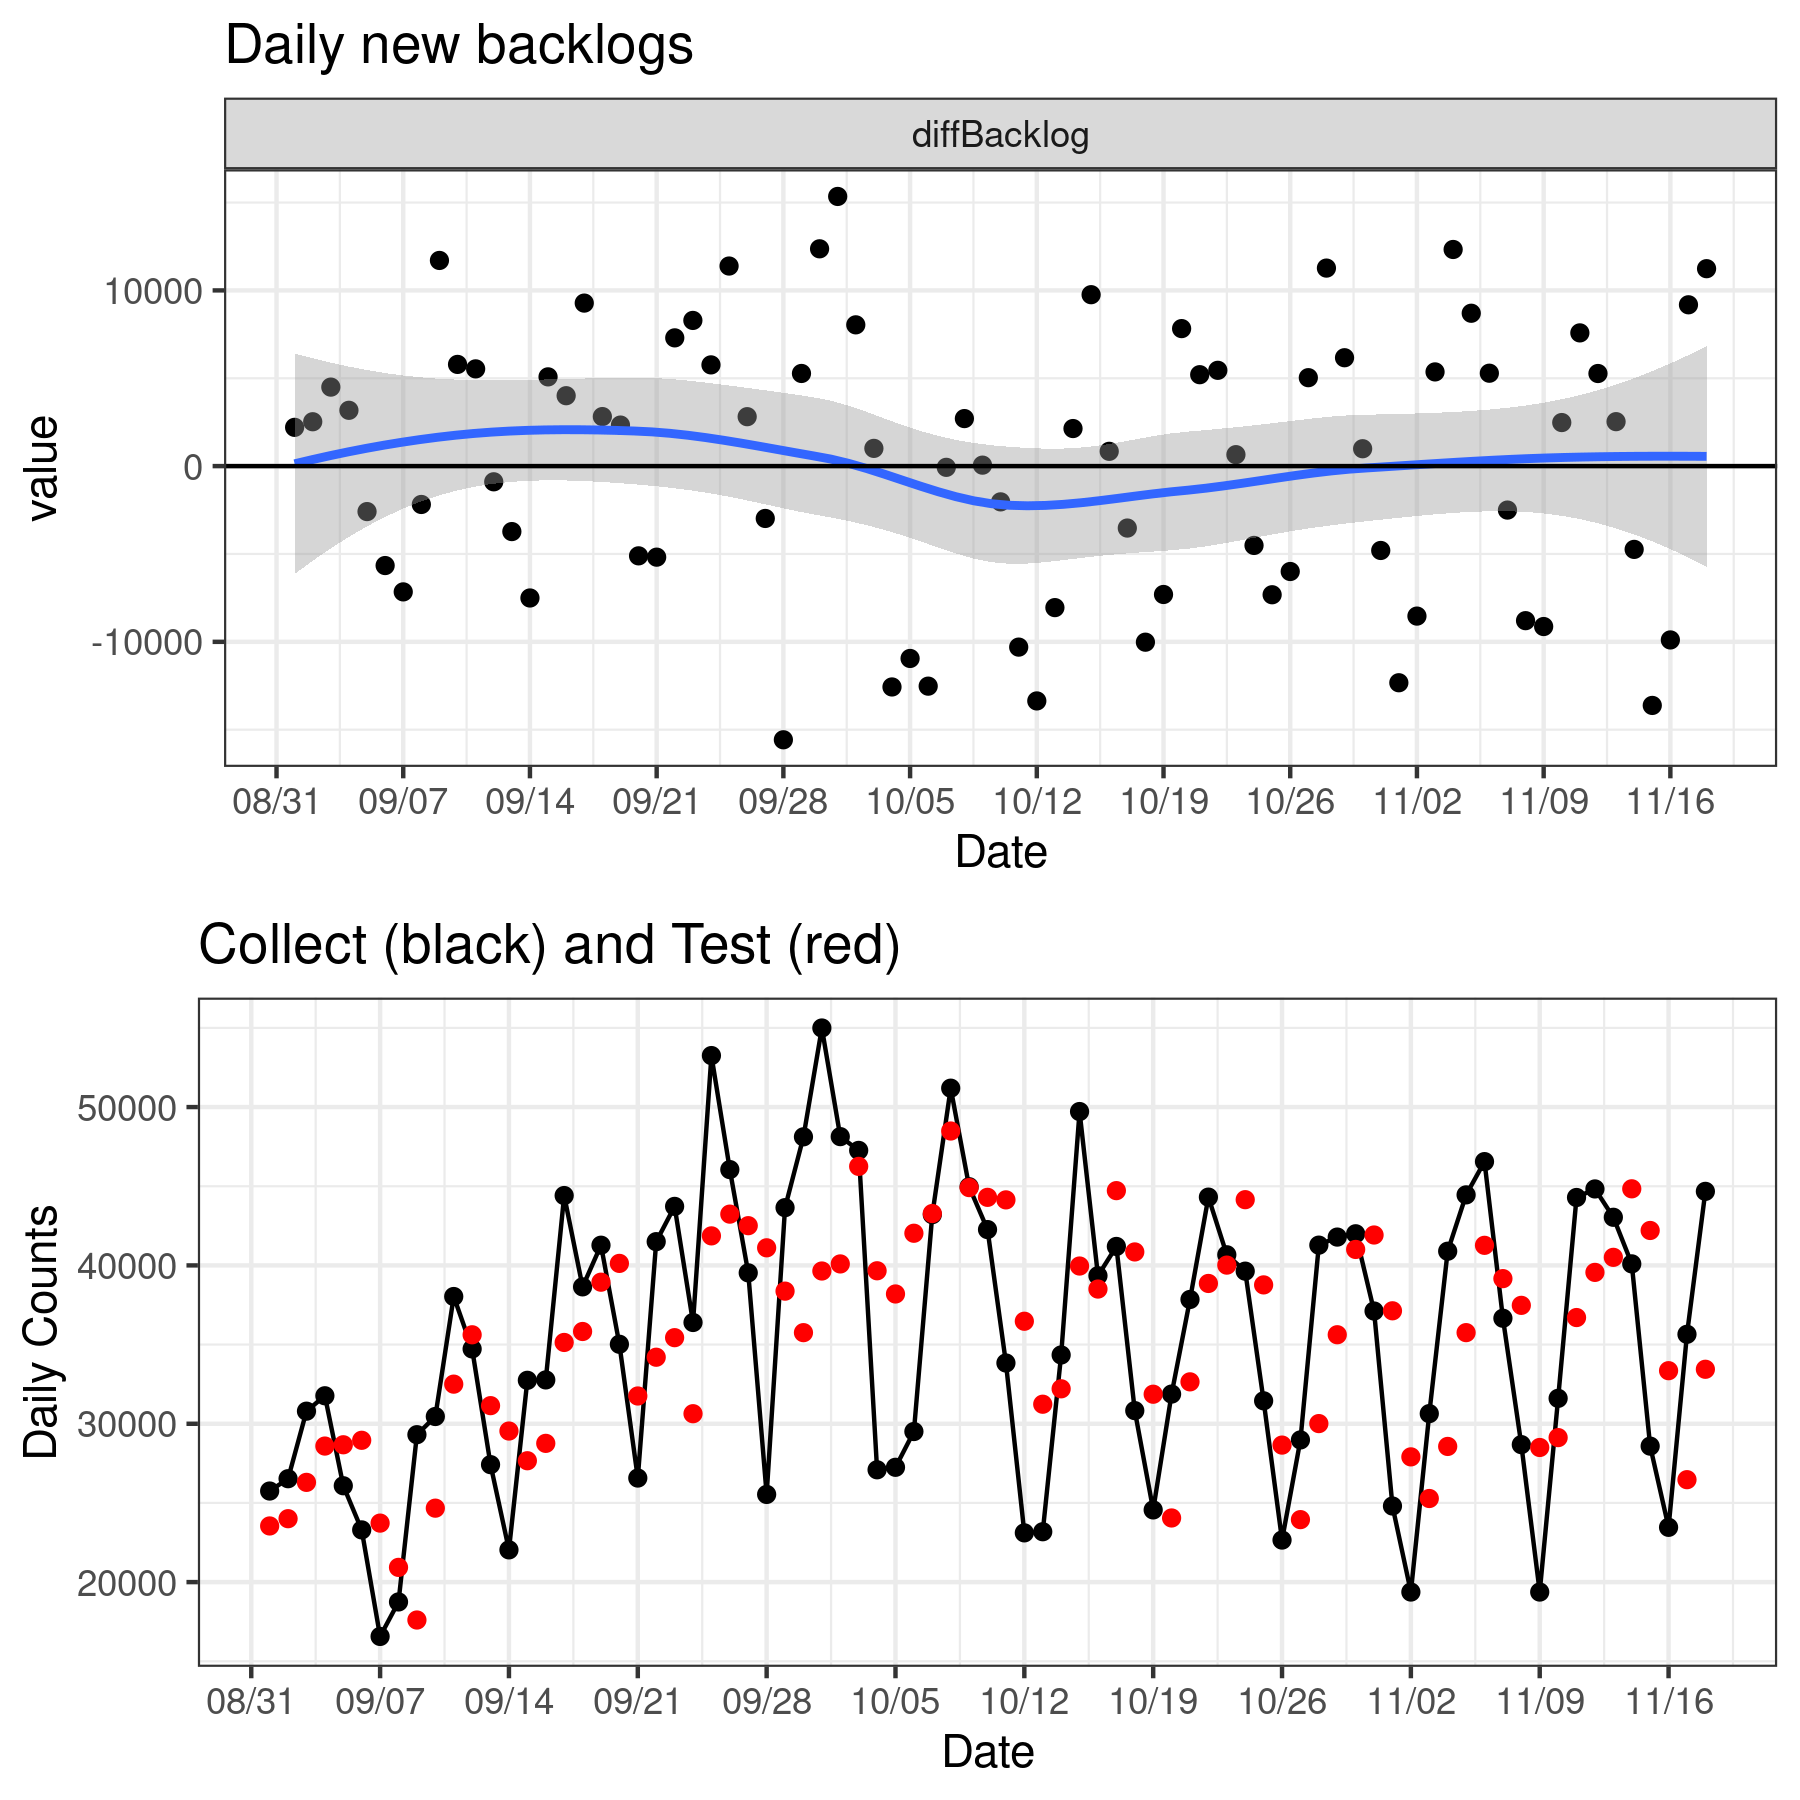 Daily new backlogs
diffBacklog
value
10000
0
-10000
08/31 09/07 09/14 09/21 09/28 10/05 10/12 10/19 10/26 11/02 11/09 11/16
Date
Collect (black) and Test (red)
Daily Counts
50000
40000
30000
20000
08/31 09/07 09/14 09/21 09/28 10/05 10/12 10/19 10/26 11/02 11/09 11/16
Date